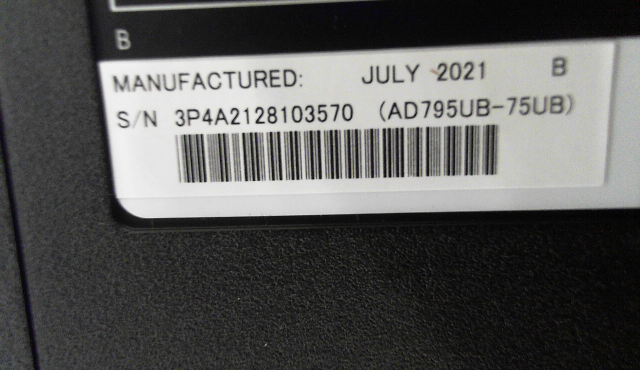 B
MANUFACTURED: JULY 2021 B
S/N 3P4A2128103570 (AD795UB-75UB)